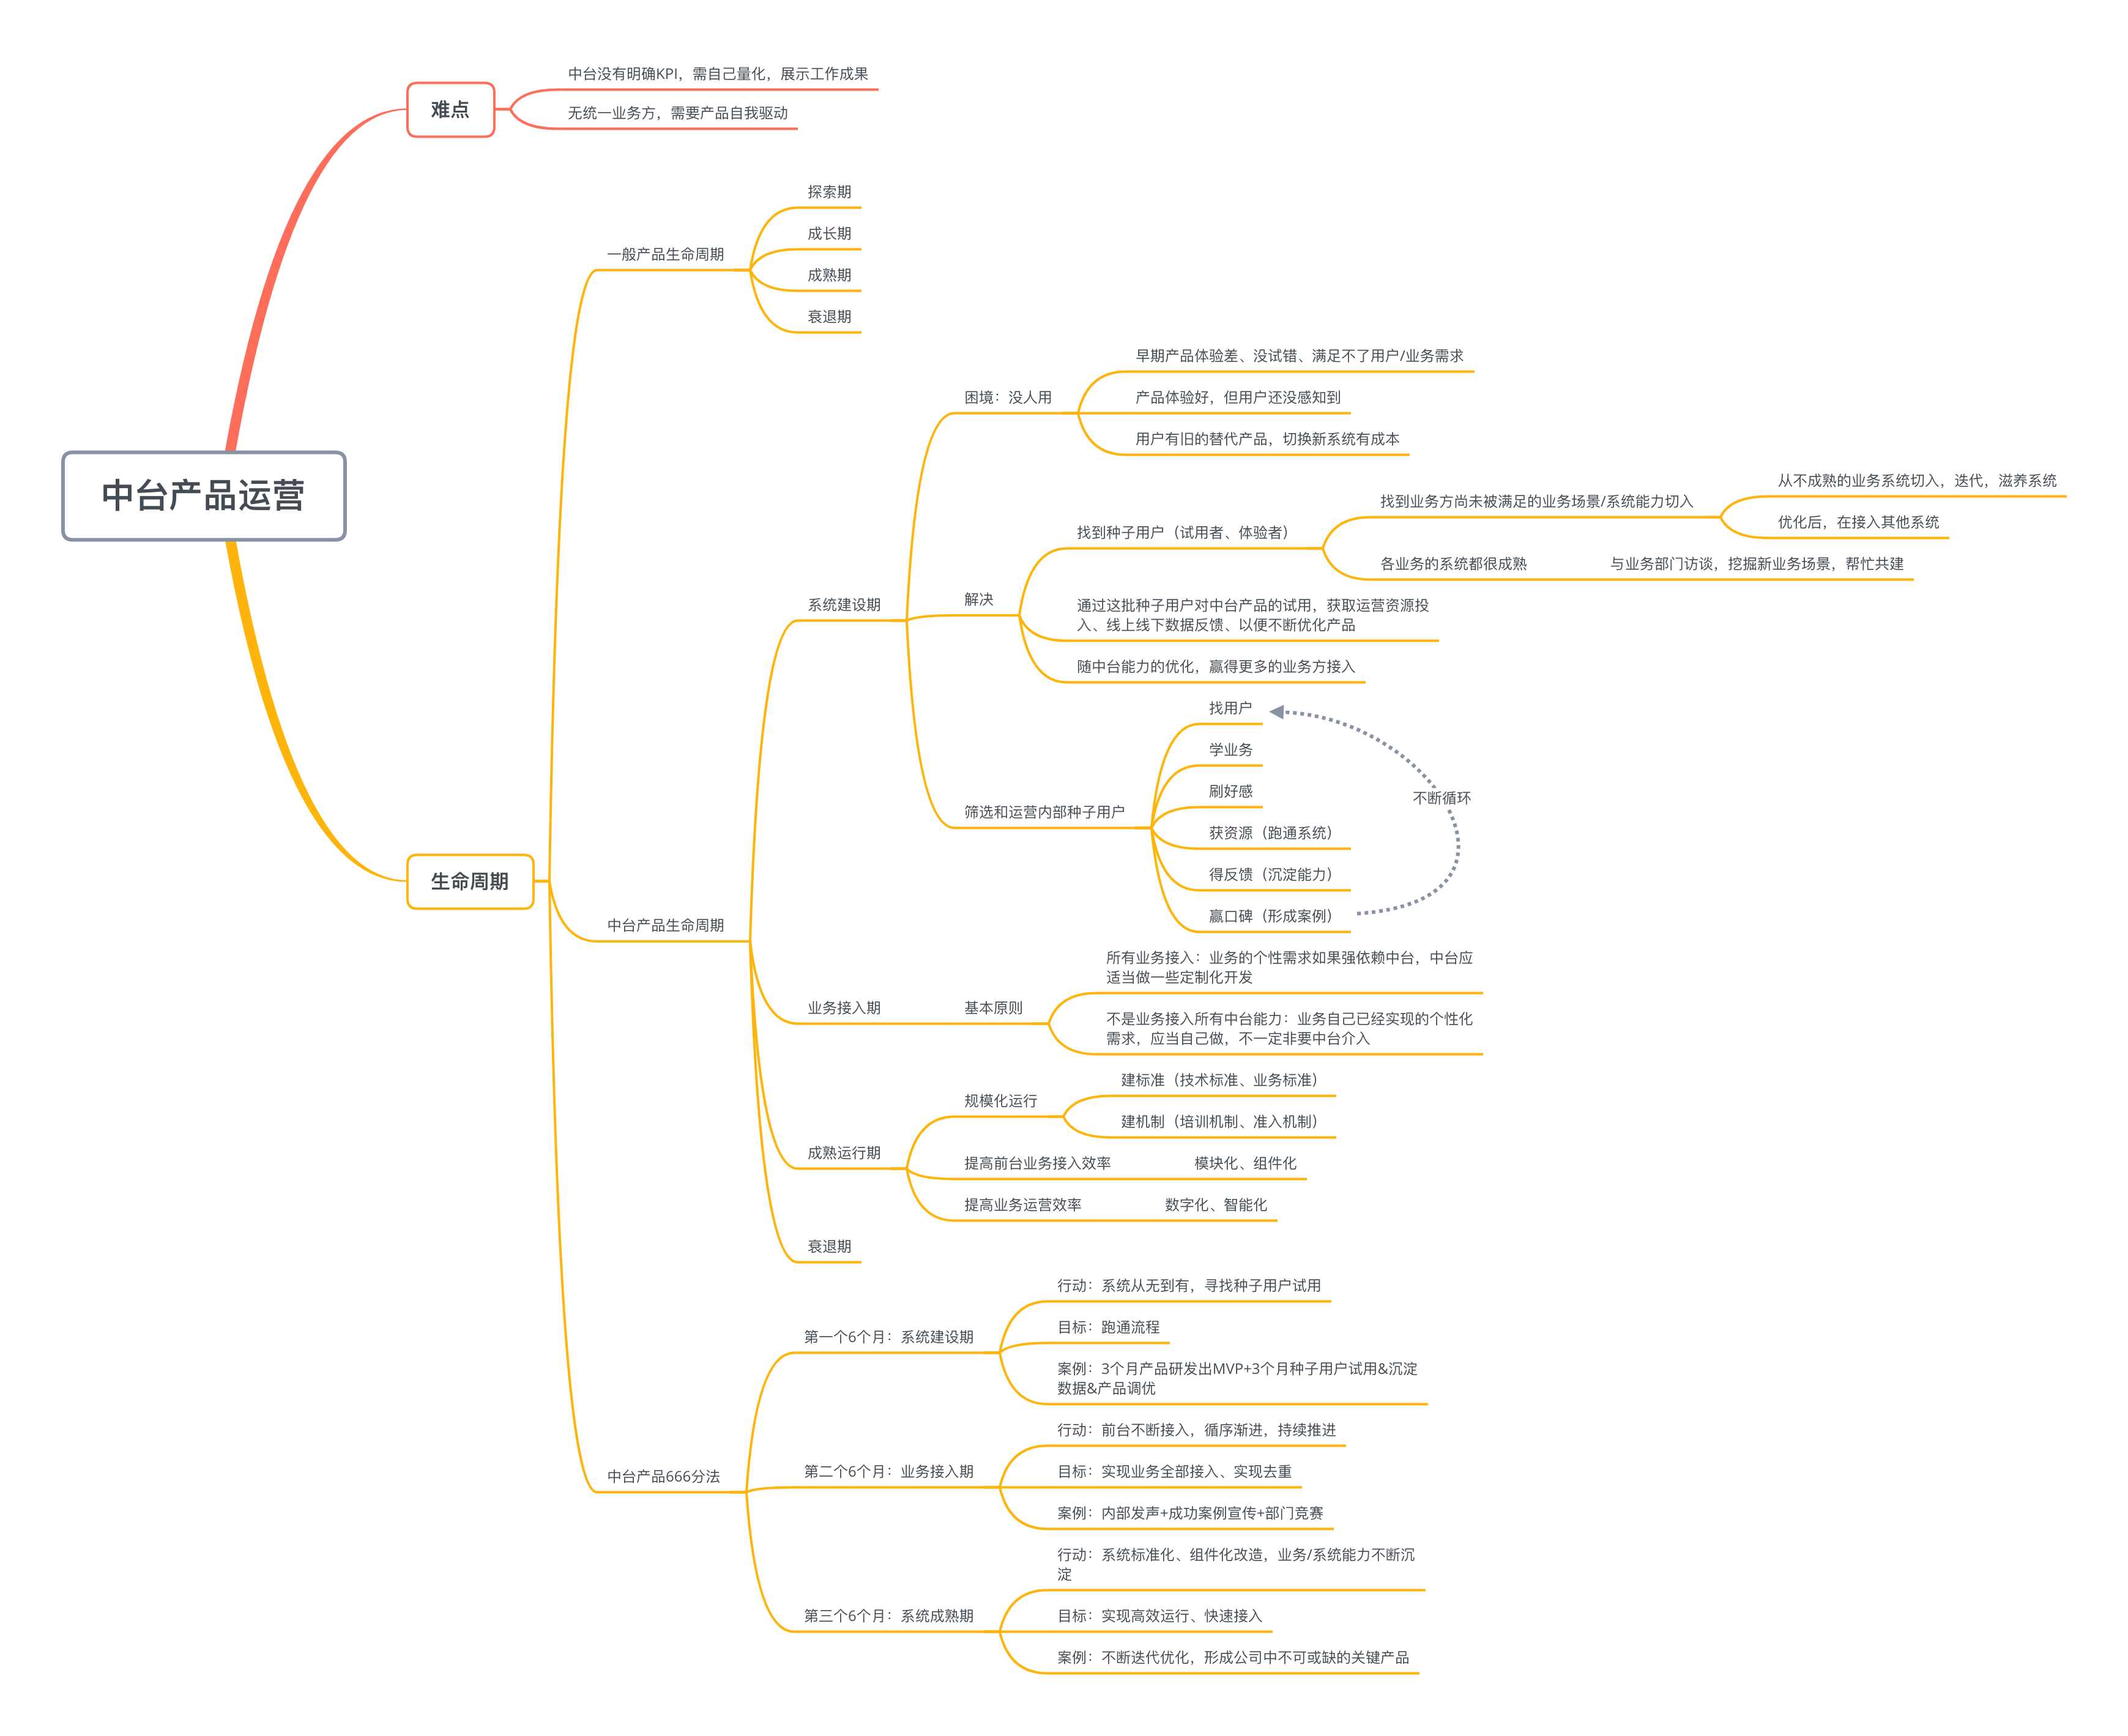 中台产品运营
难点
中台没有明确KPI，需自己量化，展示工作成果
无统一业务方，需要产品自我驱动
生命周期
一般产品生命周期
探索期
成长期
成熟期
衰退期
中台产品生命周期
系统建设期
困境：没人用
早期产品体验差、没试错、满足不了用户/业务需求
产品体验好，但用户还没感知到
用户有旧的替代产品，切换新系统有成本
解决
找到种子用户（试用者、体验者）
找到业务方尚未被满足的业务场景/系统能力切入
从不成熟的业务系统切入，迭代，滋养系统
优化后，在接入其他系统
各业务的系统都很成熟
与业务部门访谈，挖掘新业务场景，帮忙共建
通过这批种子用户对中台产品的试用，获取运营资源投
入、线上线下数据反馈、以便不断优化产品
随中台能力的优化，赢得更多的业务方接入
筛选和运营内部种子用户
找用户
学业务
刷好感
获资源（跑通系统）
得反馈（沉淀能力）
赢口碑（形成案例）
不断循环
业务接入期
基本原则
所有业务接入：业务的个性需求如果强依赖中台，中台应
适当做一些定制化开发
不是业务接入所有中台能力：业务自己已经实现的个性化
需求，应当自己做，不一定非要中台介入
成熟运行期
规模化运行
建标准（技术标准、业务标准）
建机制（培训机制、准入机制）
提高前台业务接入效率
模块化、组件化
提高业务运营效率
数字化、智能化
衰退期
中台产品666分法
第一个6个月：系统建设期
行动：系统从无到有，寻找种子用户试用
目标：跑通流程
案例：3个月产品研发出MVP+3个月种子用户试用&沉淀
数据&产品调优
第二个6个月：业务接入期
行动：前台不断接入，循序渐进，持续推进
目标：实现业务全部接入、实现去重
案例：内部发声+成功案例宣传+部门竞赛
第三个6个月：系统成熟期
行动：系统标准化、组件化改造，业务/系统能力不断沉
淀
目标：实现高效运行、快速接入
案例：不断迭代优化，形成公司中不可或缺的关键产品